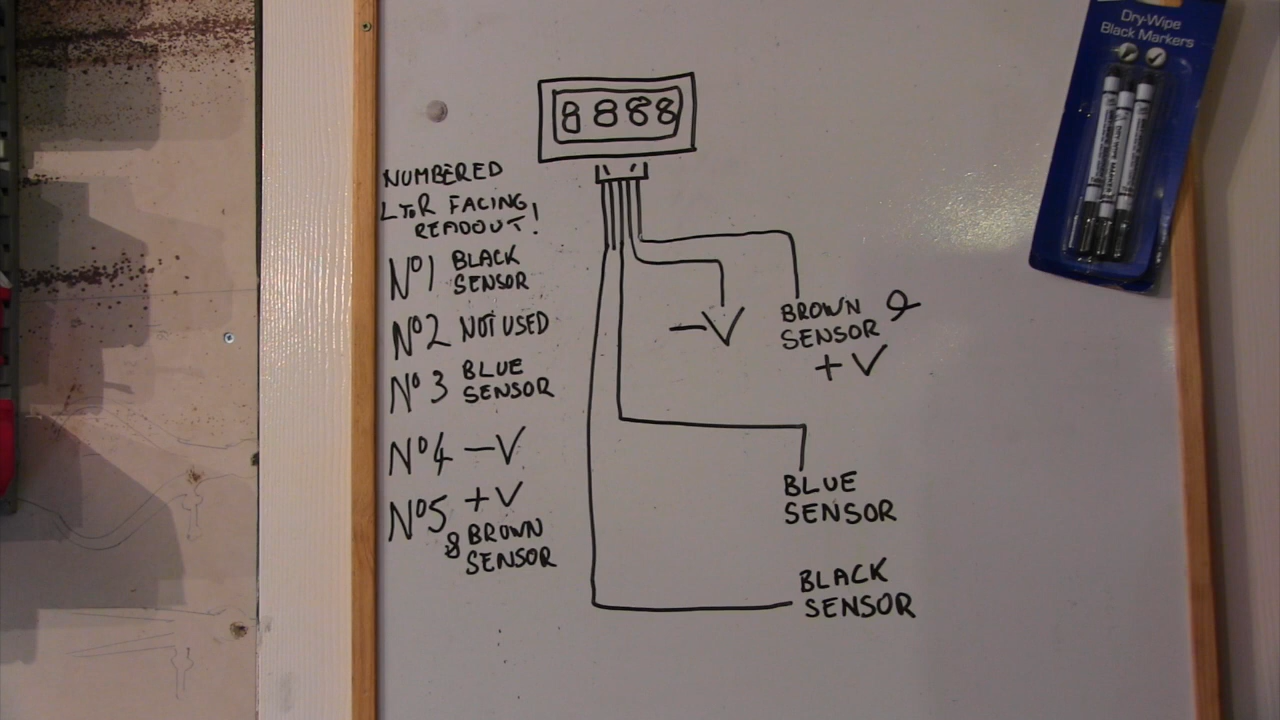 Dry-Wipe
Black Markers
8888
NUMBERED
L TO R FACING
READOUT!
Nº1 BLACK
SENSOR
Nº2 NOT USED
Nº3 BLUE
SENSOR
Nº4 -V
Nº5 +V
& BROWN
SENSOR
-V
BROWN &
SENSOR
+V
BLUE
SENSOR
BLACK
SENSOR